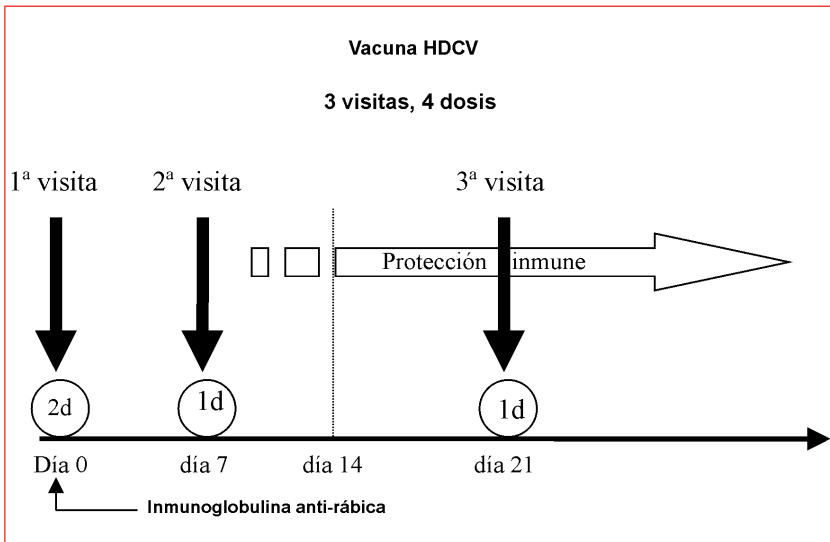 Vacuna HDCV
3 visitas, 4 dosis
1ª visita 2ª visita 3ª visita
Protección inmune
2d 1d 1d
Día 0 día 7 día 14 día 21
Inmunoglobulina anti-rábica